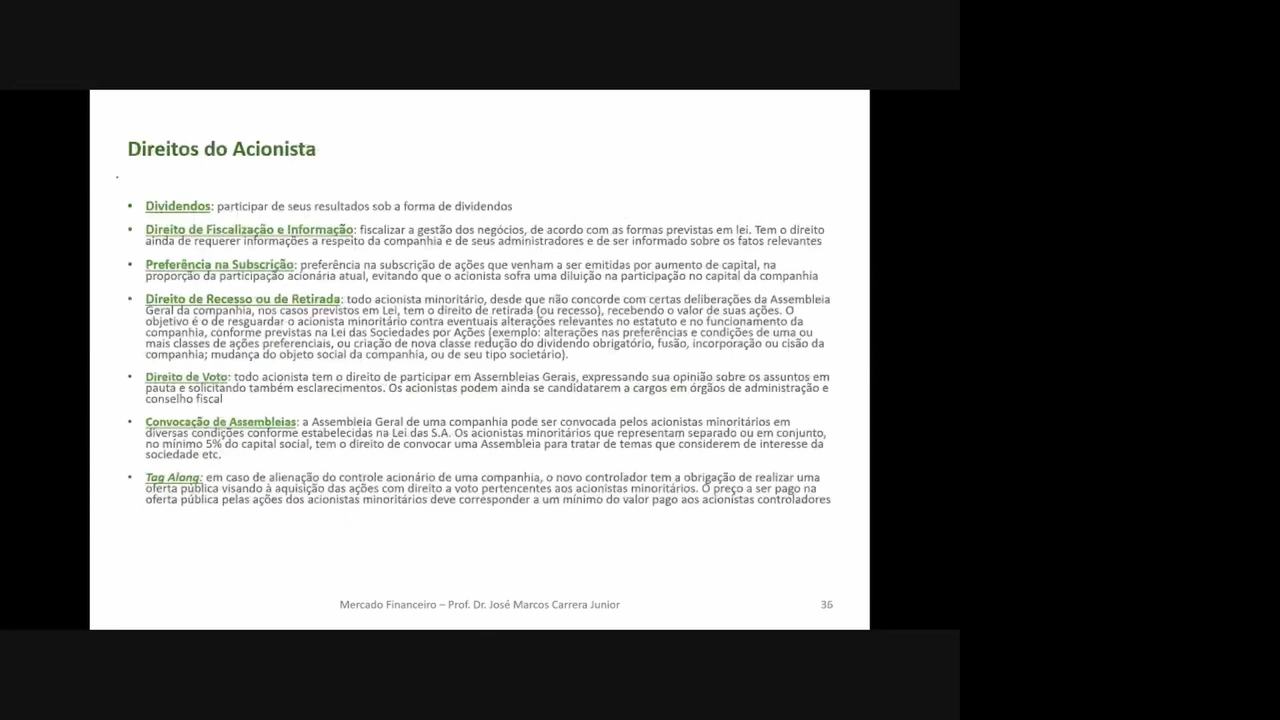 Direitos do Acionista
.
• Dividendos: participar de seus resultados sob a forma de dividendos
• Direito de Fiscalização e Informação: fiscalizar a gestão dos negócios, de acordo com as formas previstas em lei. Tem o direito
ainda de requerer informações a respeito da companhia e de seus administradores e de ser informado sobre os fatos relevantes
• Preferência na Subscrição: preferência na subscrição de ações que venham a ser emitidas por aumento de capital, na
proporção da participação acionária atual, evitando que o acionista sofra uma diluição na participação no capital da companhia
• Direito de Recesso ou de Retirada: todo acionista minoritário, desde que não concorde com certas deliberações da Assembleia
Geral da companhia, nos casos previstos em Lei, tem o direito de retirada (ou recesso), recebendo o valor de suas ações. O
objetivo é o de resguardar o acionista minoritário contra eventuais alterações relevantes no estatuto e no funcionamento da
companhia, conforme previstas na Lei das Sociedades por Ações (exemplo: alterações nas preferências e condições de uma ou
mais classes de ações preferenciais, ou criação de nova classe redução do dividendo obrigatório, fusão, incorporação ou cisão da
companhia; mudança do objeto social da companhia, ou de seu tipo societário).
• Direito de Voto: todo acionista tem o direito de participar em Assembleias Gerais, expressando sua opinião sobre os assuntos em
pauta e solicitando também esclarecimentos. Os acionistas podem ainda se candidatarem a cargos em órgãos de administração e
conselho fiscal
• Convocação de Assembleias: a Assembleia Geral de uma companhia pode ser convocada pelos acionistas minoritários em
diversas condições conforme estabelecidas na Lei das S.A. Os acionistas minoritários que representam separado ou em conjunto,
no mínimo 5% do capital social, tem o direito de convocar uma Assembleia para tratar de temas que considerem de interesse da
sociedade etc.
• Tag Along: em caso de alienação do controle acionário de uma companhia, o novo controlador tem a obrigação de realizar uma
oferta pública visando à aquisição das ações com direito a voto pertencentes aos acionistas minoritários. O preço a ser pago na
oferta pública pelas ações dos acionistas minoritários deve corresponder a um mínimo do valor pago aos acionistas controladores
Mercado Financeiro – Prof. Dr. José Marcos Carrera Junior
36